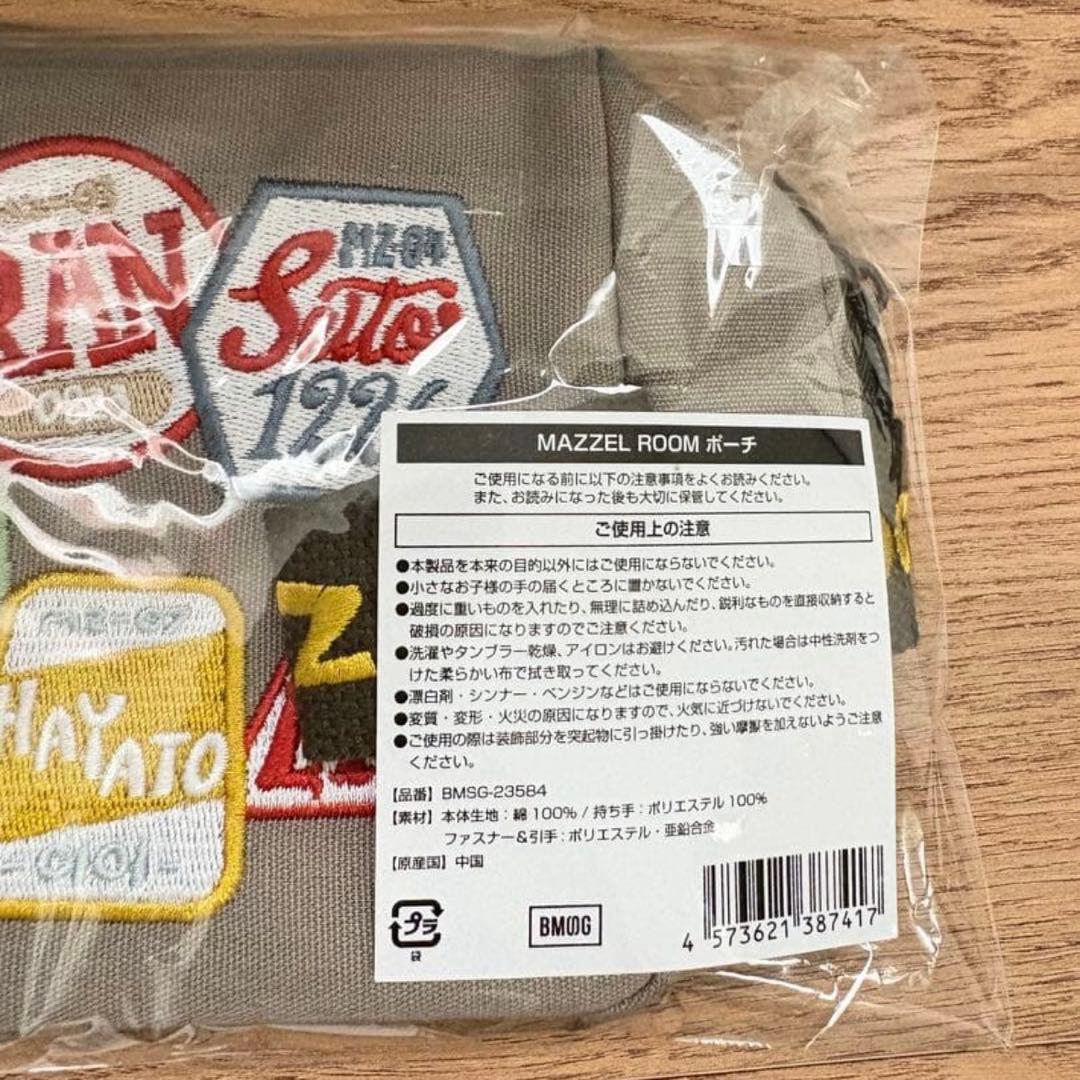 RAN
MZ-04
Seito
MAZZEL ROOM ポーチ
ご使用になる前に以下の注意事項をよくお読みください。
また、お読みになった後も大切に保管してください。
ご使用上の注意
●本製品を本来の目的以外にはご使用にならないでください。
●小さなお子様の手の届くところに置かないでください。
●過度に重いものを入れたり、無理に詰め込んだり、鋭利なものを直接収納すると
破損の原因になりますのでご注意ください。
●洗濯やタンブラー乾燥、アイロンはお避けください。汚れた場合は中性洗剤をつ
けた柔らかい布で拭き取ってください。
●漂白剤・シンナー・ベンジンなどはご使用にならないでください。
●変質・変形・火災の原因になりますので、火気に近づけないでください。
●ご使用の際は装飾部分を突起物に引っ掛けたり、強い摩擦を加えないようご注意
ください。
【品番】BMSG-23584
【素材】本体生地：綿 100% / 持ち手：ポリエステル 100%
ファスナー＆引手：ポリエステル・亜鉛合金
【原産国】中国
プラ
袋
BMSG
4 573621 387417
Z
HAYATO